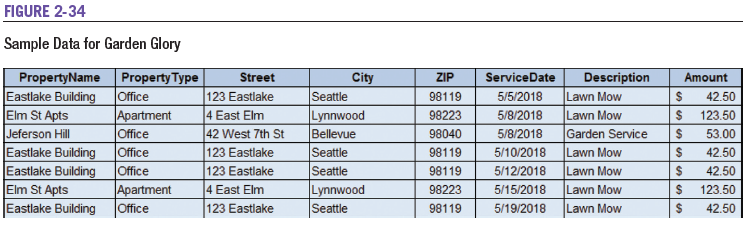 FIGURE 2-34
Sample Data for Garden Glory
PropertyName PropertyType Street City ZIP ServiceDate Description Amount
Eastlake Building Office 123 Eastlake Seattle 98119 5/5/2018 Lawn Mow $ 42.50
Elm St Apts Apartment 4 East Elm Lynnwood 98223 5/8/2018 Lawn Mow $ 123.50
Jeferson Hill Office 42 West 7th St Bellevue 98040 5/8/2018 Garden Service $ 53.00
Eastlake Building Office 123 Eastlake Seattle 98119 5/10/2018 Lawn Mow $ 42.50
Eastlake Building Office 123 Eastlake Seattle 98119 5/12/2018 Lawn Mow $ 42.50
Elm St Apts Apartment 4 East Elm Lynnwood 98223 5/15/2018 Lawn Mow $ 123.50
Eastlake Building Office 123 Eastlake Seattle 98119 5/19/2018 Lawn Mow $ 42.50